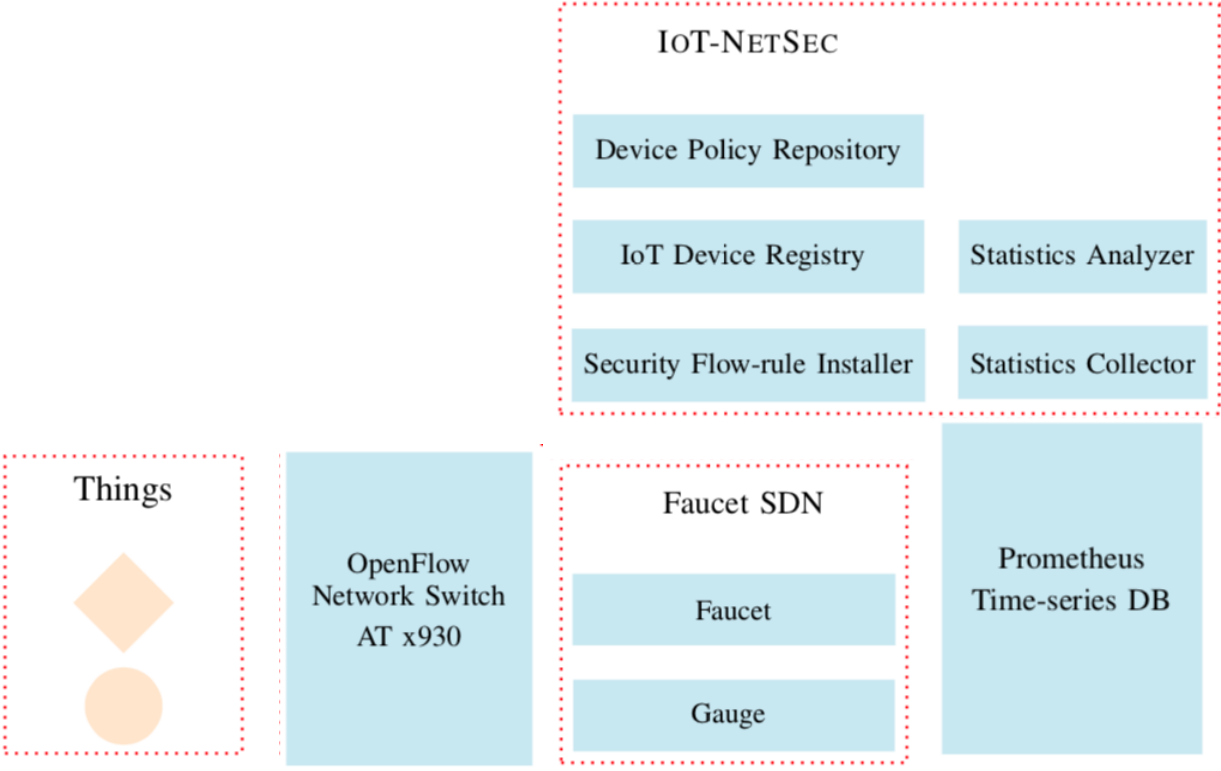 IOT-NETSEC
Device Policy Repository
IoT Device Registry
Statistics Analyzer
Security Flow-rule Installer
Statistics Collector
Things
OpenFlow
Network Switch
AT x930
Faucet SDN
Faucet
Gauge
Prometheus
Time-series DB